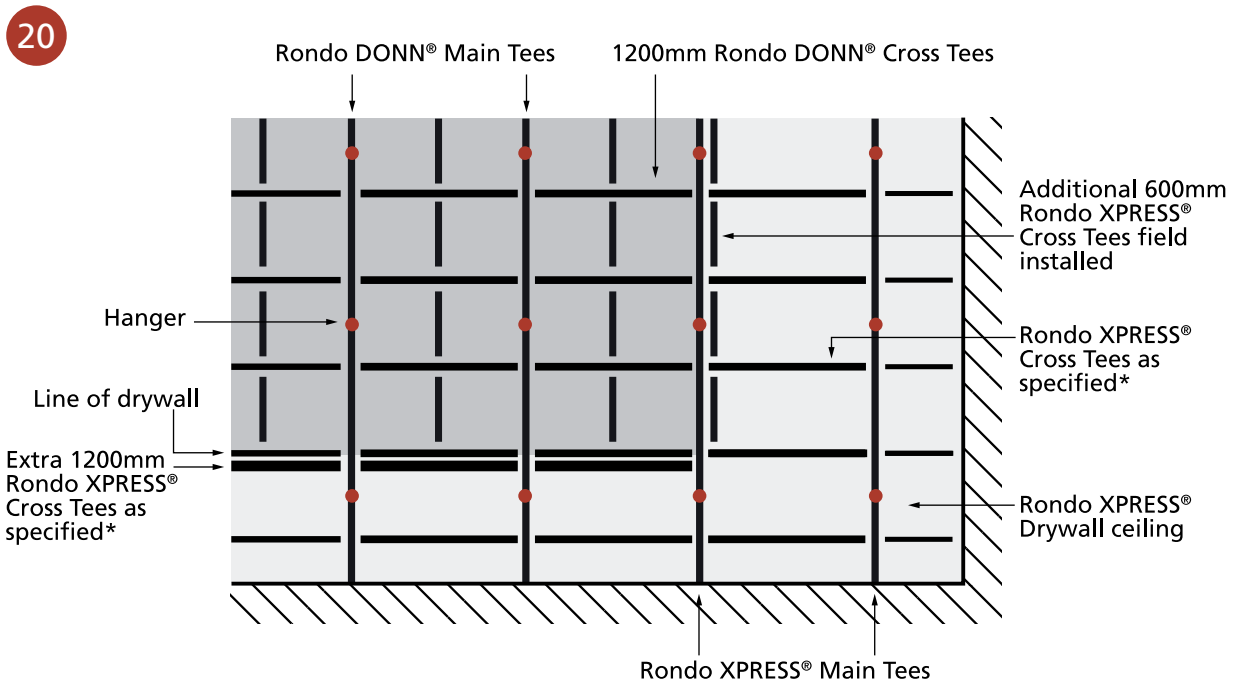 20
Rondo DONN® Main Tees
1200mm Rondo DONN® Cross Tees
Additional 600mm
Rondo XPRESS®
Cross Tees field
installed
Hanger
Rondo XPRESS®
Cross Tees as
specified*
Line of drywall
Extra 1200mm
Rondo XPRESS®
Cross Tees as
specified*
Rondo XPRESS®
Drywall ceiling
Rondo XPRESS® Main Tees